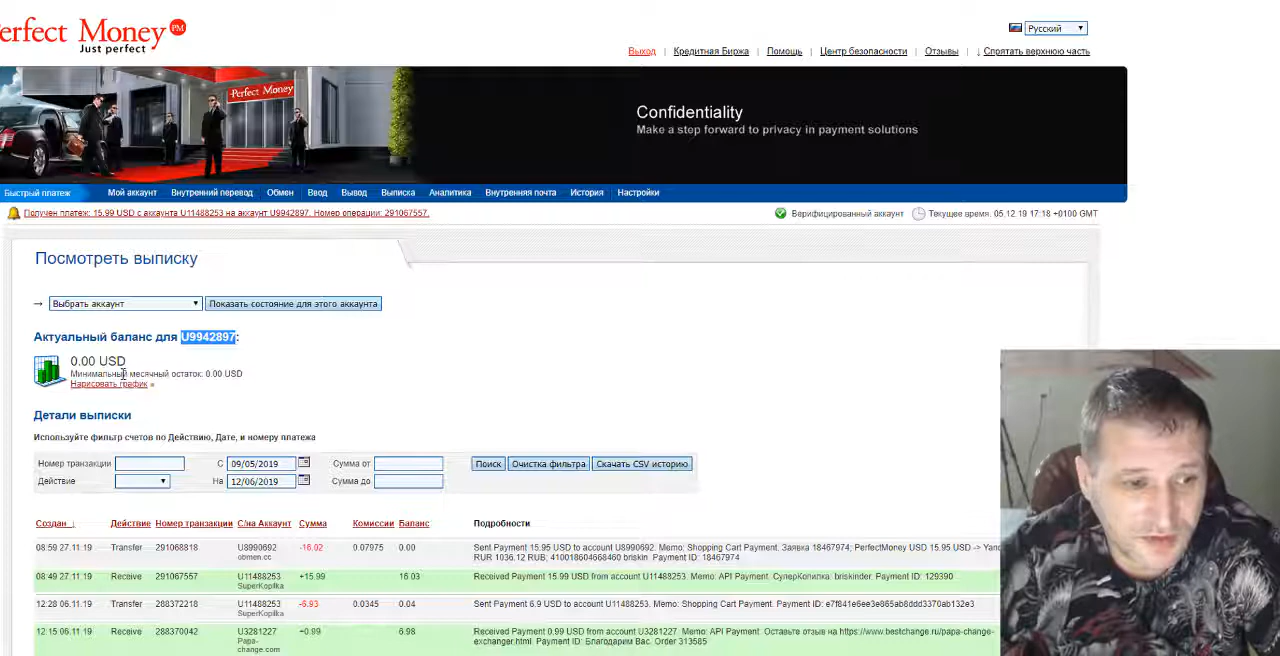 erfect Money PM
Just perfect
Русский
Выход | Кредитная Биржа | Помощь | Центр безопасности | Отзывы | ↓ Спрятать верхнюю часть
Perfect Money
Confidentiality
Make a step forward to privacy in payment solutions
Быстрый платеж Мой аккаунт Внутренний перевод Обмен Ввод Вывод Выписка Аналитика Внутренняя почта История Настройки
Получен платеж: 15.99 USD с аккаунта U11488253 на аккаунт U9942897. Номер операции: 291067557. Верифицированный аккаунт Текущее время: 05.12.19 17:18 +0100 GMT
Посмотреть выписку
→ Выбрать аккаунт Показать состояние для этого аккаунта
Актуальный баланс для U9942897:
0.00 USD
Минимальный месячный остаток: 0.00 USD
Нарисовать график »
Детали выписки
Используйте фильтр счетов по Действию, Дате, и номеру платежа
Номер транзакции С 09/05/2019 Сумма от Поиск Очистка фильтра Скачать CSV историю
Действие На 12/06/2019 Сумма до
Создан ↓ Действие Номер транзакции С/на Аккаунт Сумма Комиссии Баланс Подробности
08:59 27.11.19 Transfer 291068818 U8990692 -16.02 0.07975 0.00 Sent Payment 15.95 USD to account U8990692. Memo: Shopping Cart Payment. Заявка 18467974; PerfectMoney USD 15.95 USD -> Yan
obmen.cc RUR 1036.12 RUB; 410018604668460 briskin Payment ID: 18467974
08:49 27.11.19 Receive 291067557 U11488253 +15.99 16.03 Received Payment 15.99 USD from account U11488253. Memo: API Payment. СуперКопилка: briskinder. Payment ID: 129390
SuperKopilka
12:28 06.11.19 Transfer 288372218 U11488253 -6.93 0.0345 0.04 Sent Payment 6.9 USD to account U11488253. Memo: Shopping Cart Payment. Payment ID: e7f841e6ee3e865ab8ddd3370ab132e3
SuperKopilka
12:15 06.11.19 Receive 288370042 U3281227 +0.99 6.98 Received Payment 0.99 USD from account U3281227. Memo: API Payment. Оставьте отзыв на https://www.bestchange.ru/papa-change-
Papa- exchanger.html. Payment ID: Благодарим Вас. Order 313585
change.com